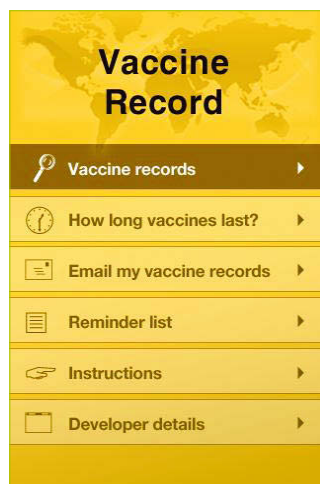 Vaccine
Record
Vaccine records
How long vaccines last?
Email my vaccine records
Reminder list
Instructions
Developer details